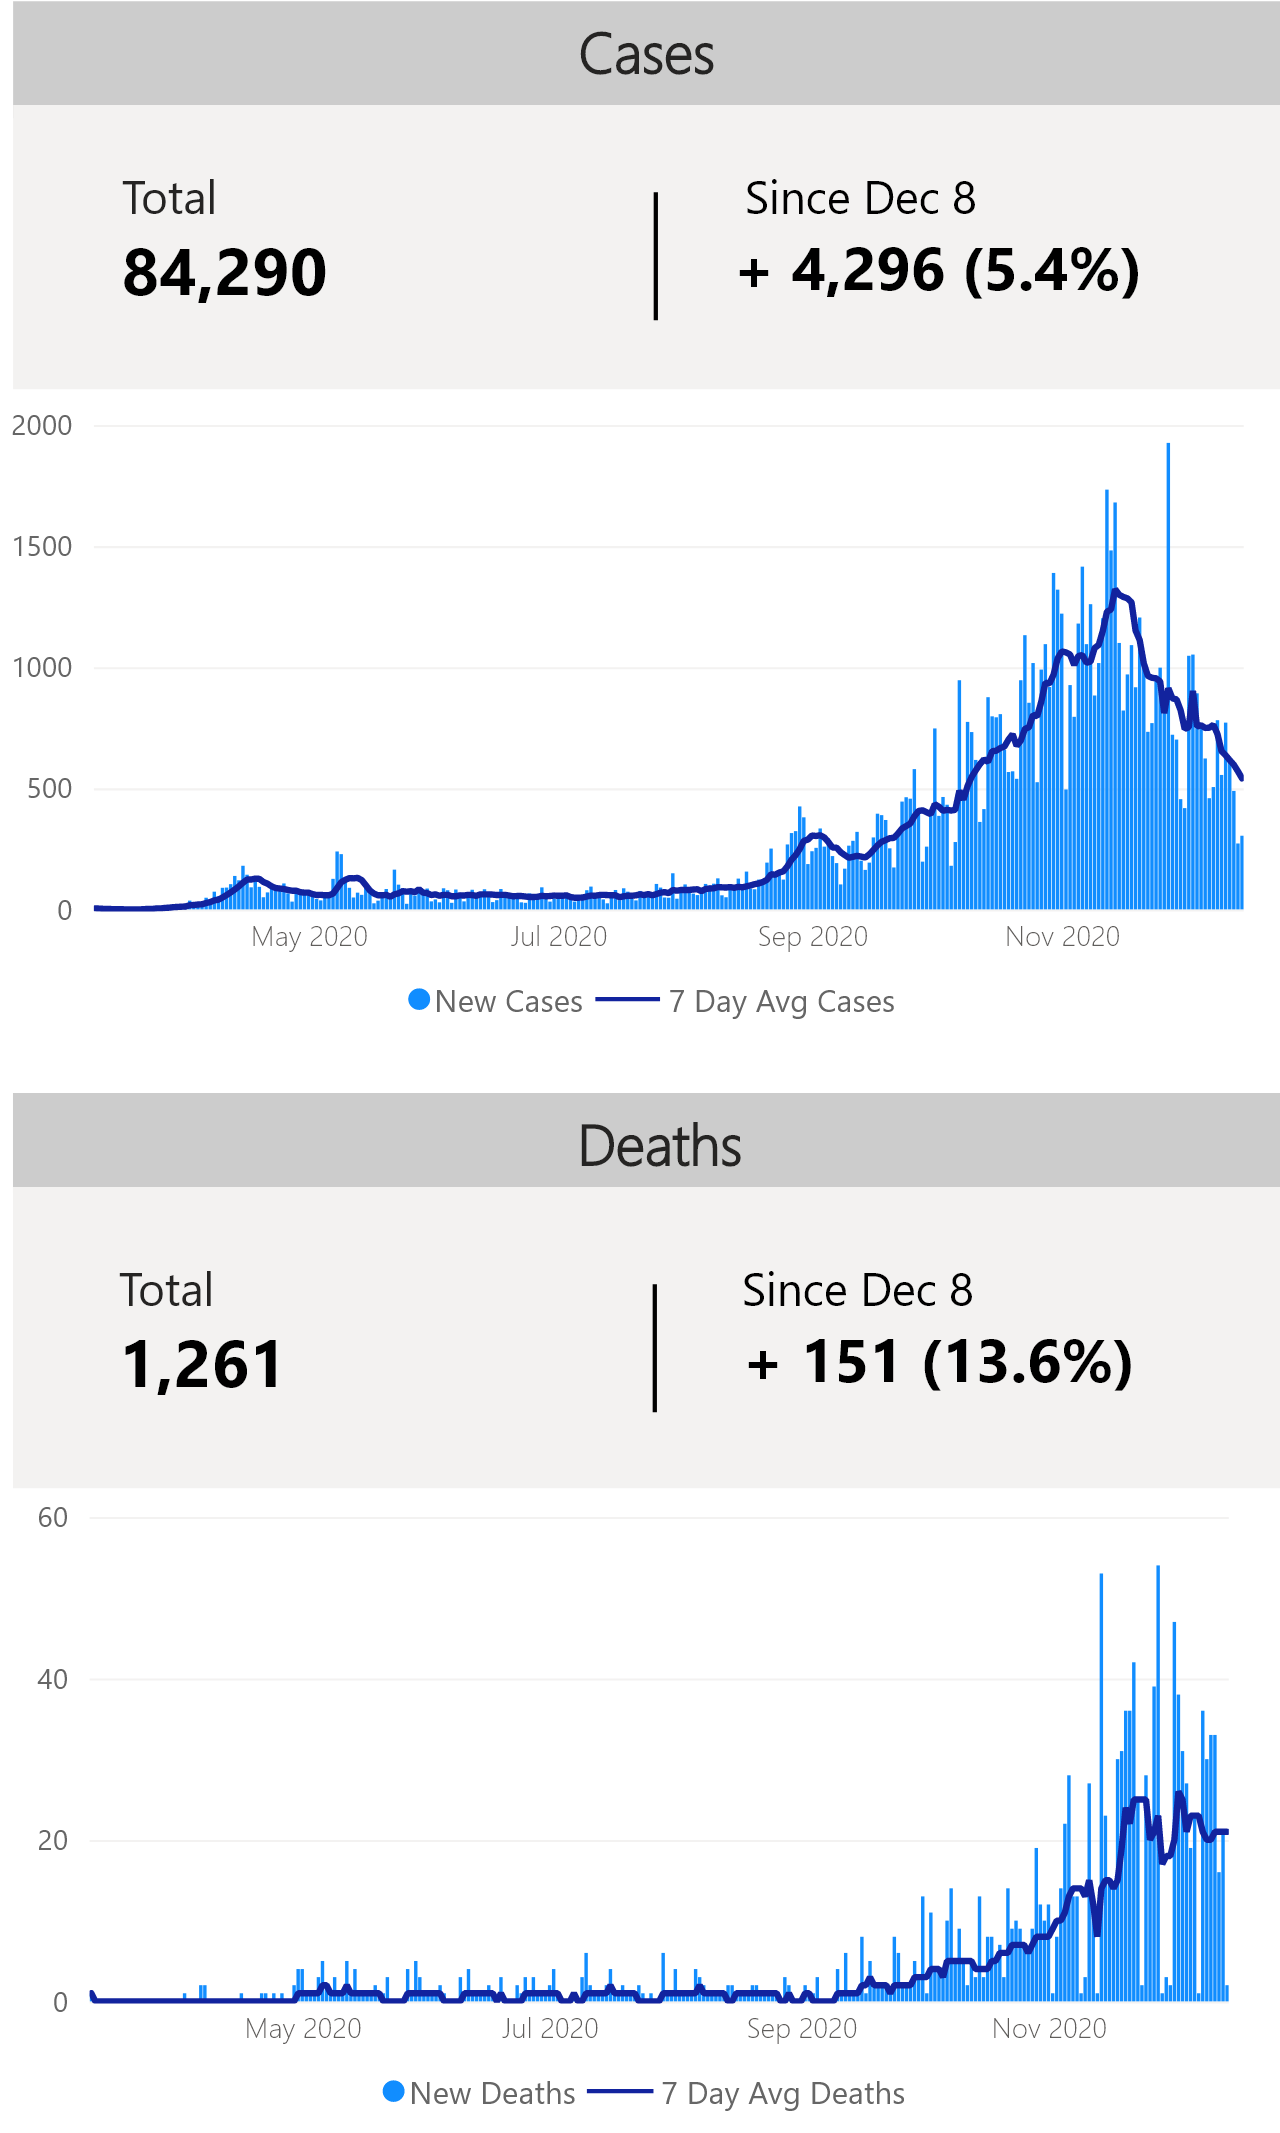 Cases
Total
Since Dec 8
84,290
+ 4,296 (5.4%)
2000
1500
1000
500
0
May 2020
Jul 2020
Sep 2020
Nov 2020
New Cases
7 Day Avg Cases
Deaths
Total
Since Dec 8
1,261
+ 151 (13.6%)
60
40
20
0
May 2020
Jul 2020
Sep 2020
Nov 2020
New Deaths
7 Day Avg Deaths